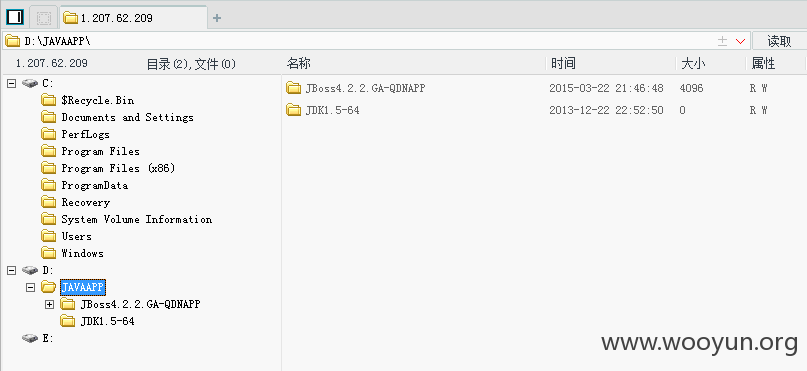 1.207.62.209
D:\JAVAAPP\
读取
1.207.62.209 目录(2),文件(0)
名称 时间 大小 属性
C:
$Recycle.Bin
Documents and Settings
PerfLogs
Program Files
Program Files (x86)
ProgramData
Recovery
System Volume Information
Users
Windows
D:
JAVAAPP
JBoss4.2.2.GA-QDNAPP
JDK1.5-64
E:
JBoss4.2.2.GA-QDNAPP 2015-03-22 21:46:48 4096 R W
JDK1.5-64 2013-12-22 22:52:50 0 R W
www.wooyun.org